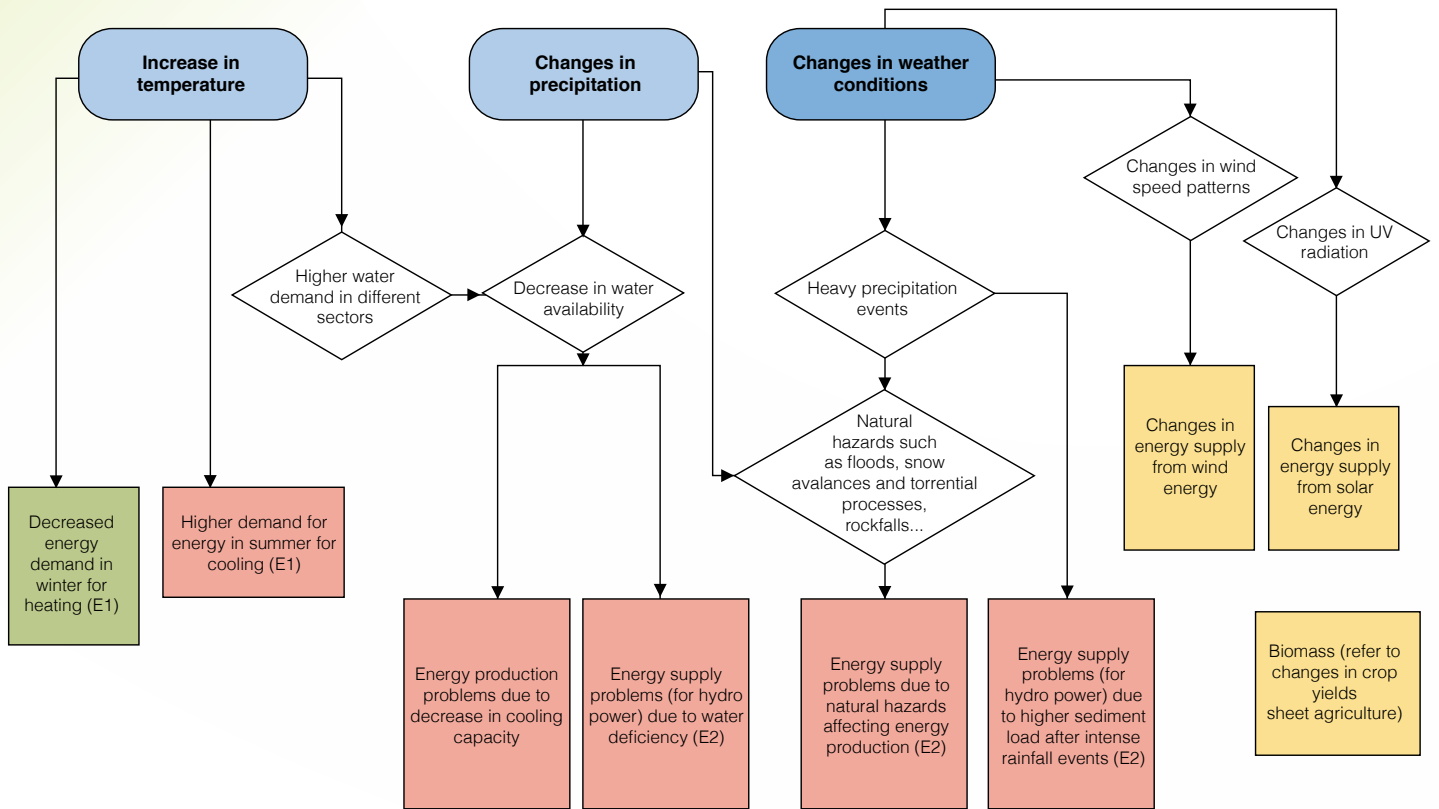 Increase in
temperature
Changes in
precipitation
Changes in weather
conditions
Changes in wind
speed patterns
Changes in UV
radiation
Higher water
demand in different
sectors
Decrease in water
availability
Heavy precipitation
events
Natural
hazards such
as floods, snow
avalances and torrential
processes,
rockfalls...
Changes in
energy supply
from wind
energy
Changes in
energy supply
from solar
energy
Decreased
energy
demand in
winter for
heating (E1)
Higher demand for
energy in summer for
cooling (E1)
Energy production
problems due to
decrease in cooling
capacity
Energy supply
problems (for hydro
power) due to water
deficiency (E2)
Energy supply
problems due to
natural hazards
affecting energy
production (E2)
Energy supply
problems (for
hydro power) due
to higher sediment
load after intense
rainfall events (E2)
Biomass (refer to
changes in crop
yields
sheet agriculture)